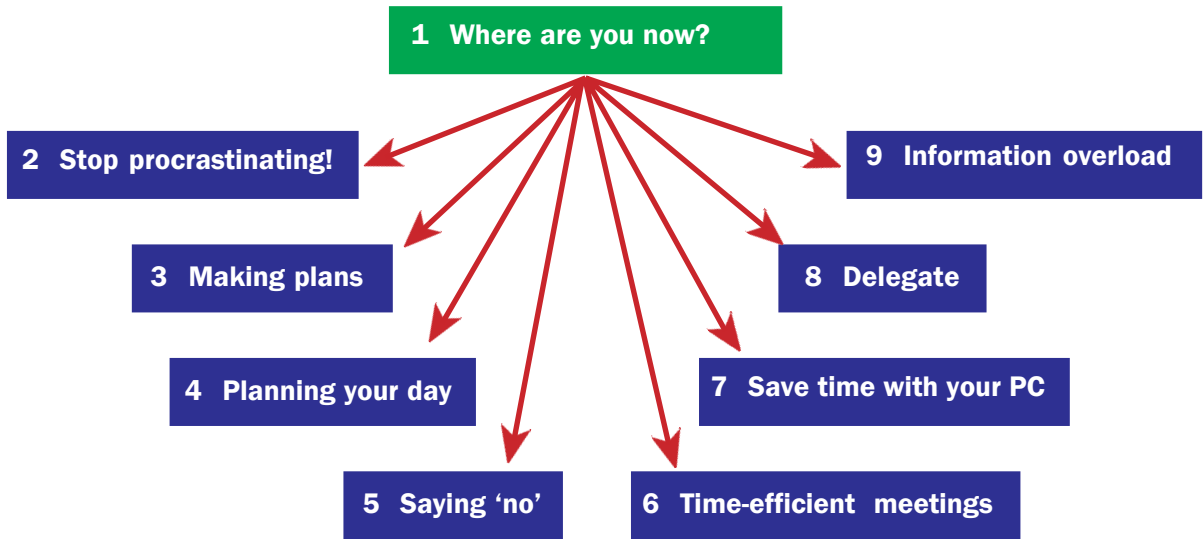 1 Where are you now?
2 Stop procrastinating!
3 Making plans
4 Planning your day
5 Saying ‘no’
6 Time-efficient meetings
7 Save time with your PC
8 Delegate
9 Information overload